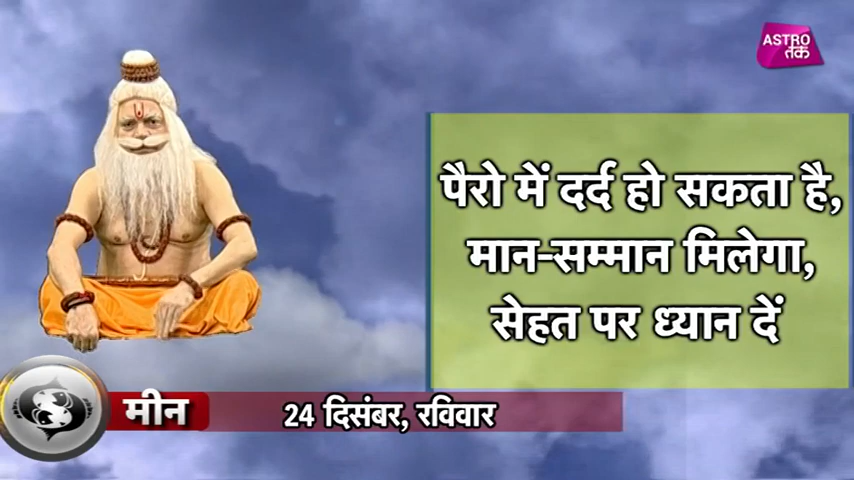 ASTRO
तक
पैरो में दर्द हो सकता है,
मान-सम्मान मिलेगा,
सेहत पर ध्यान दें
मीन
24 दिसंबर, रविवार